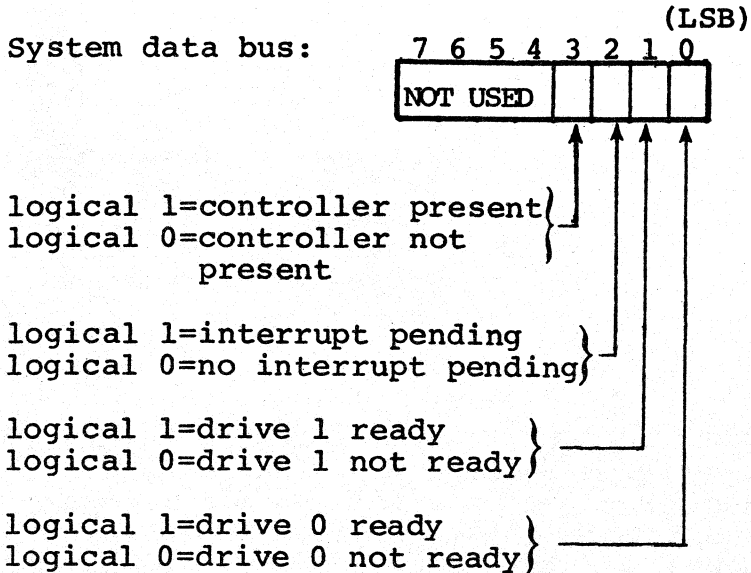 (LSB)
System data bus: 7 6 5 4 3 2 1 0
NOT USED
logical 1=controller present
logical 0=controller not
present
logical 1=interrupt pending
logical 0=no interrupt pending
logical 1=drive 1 ready
logical 0=drive 1 not ready
logical 1=drive 0 ready
logical 0=drive 0 not ready